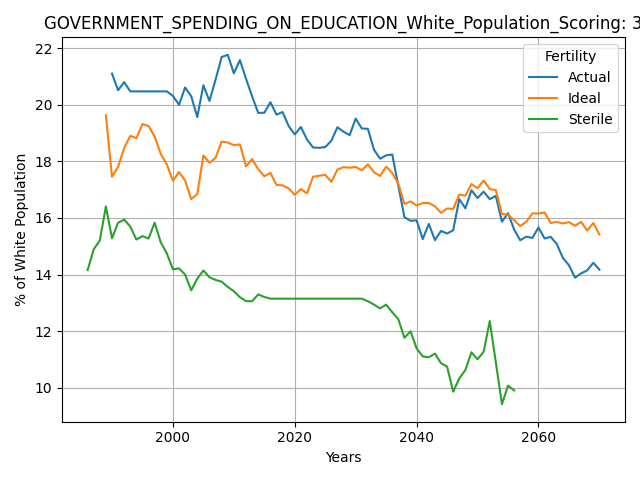 GOVERNMENT_SPENDING_ON_EDUCATION_White_Population_Scoring: 3
Fertility
Actual
Ideal
Sterile
% of White Population
22
20
18
16
14
12
10
2000 2020 2040 2060
Years